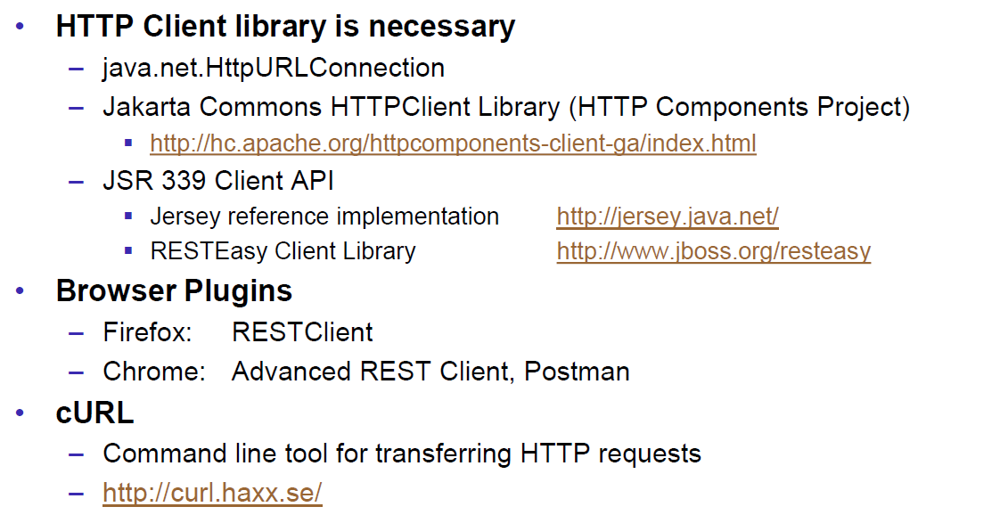 • HTTP Client library is necessary
– java.net.HttpURLConnection
– Jakarta Commons HTTPClient Library (HTTP Components Project)
▪ http://hc.apache.org/httpcomponents-client-ga/index.html
– JSR 339 Client API
▪ Jersey reference implementation http://jersey.java.net/
▪ RESTEasy Client Library http://www.jboss.org/resteasy
• Browser Plugins
– Firefox: RESTClient
– Chrome: Advanced REST Client, Postman
• cURL
– Command line tool for transferring HTTP requests
– http://curl.haxx.se/